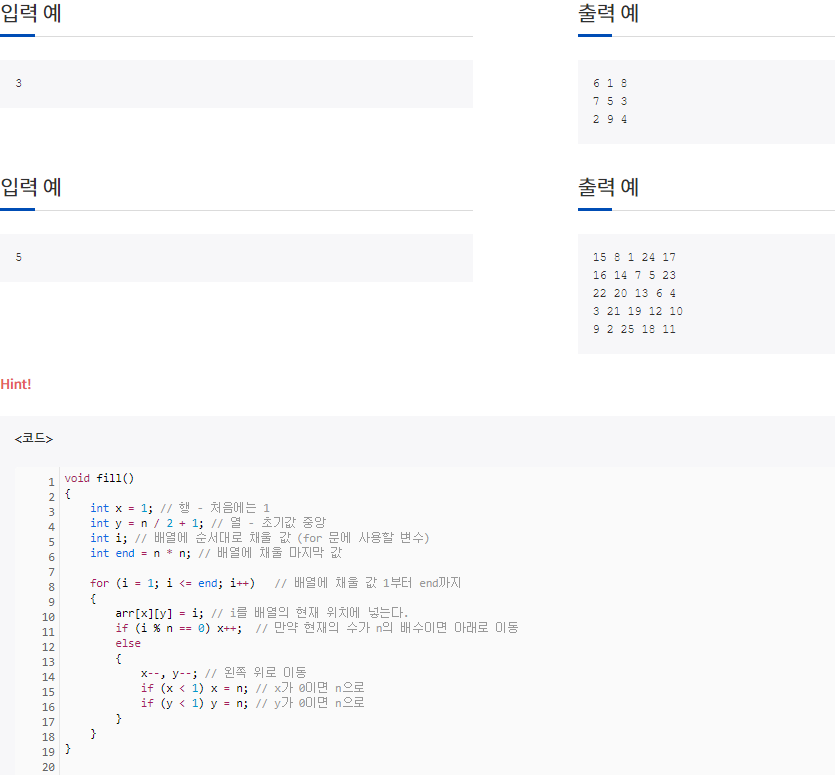 입력 예
출력 예
3
6 1 8
7 5 3
2 9 4
입력 예
출력 예
5
15 8 1 24 17
16 14 7 5 23
22 20 13 6 4
3 21 19 12 10
9 2 25 18 11
Hint!
<코드>
1 void fill()
2 {
3 int x = 1; // 행 - 처음에는 1
4 int y = n / 2 + 1; // 열 - 초기값 중앙
5 int i; // 배열에 순서대로 채울 값 (for 문에 사용할 변수)
6 int end = n * n; // 배열에 채울 마지막 값
7
8 for (i = 1; i <= end; i++) // 배열에 채울 값 1부터 end까지
9 {
10 arr[x][y] = i; // i를 배열의 현재 위치에 넣는다.
11 if (i % n == 0) x++; // 만약 현재의 수가 n의 배수이면 아래로 이동
12 else
13 {
14 x--, y--; // 왼쪽 위로 이동
15 if (x < 1) x = n; // x가 0이면 n으로
16 if (y < 1) y = n; // y가 0이면 n으로
17 }
18 }
19 }
20